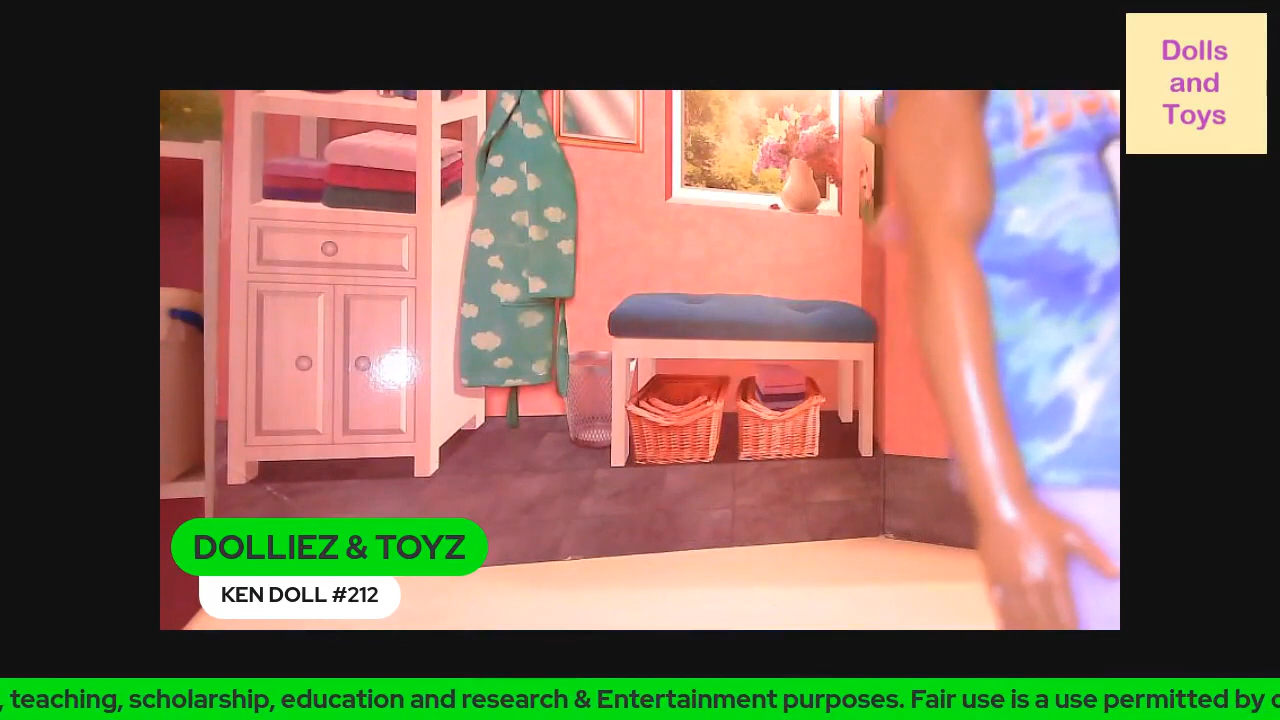 Dolls
and
Toys
DOLLIEZ & TOYZ
KEN DOLL #212
, teaching, scholarship, education and research & Entertainment purposes. Fair use is a use permitted by